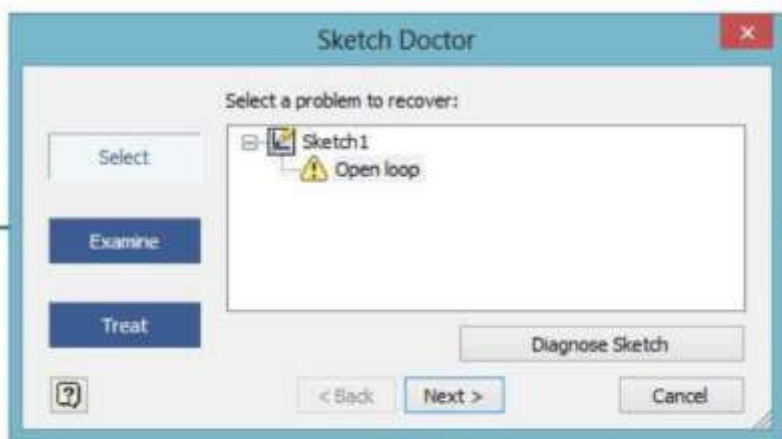 Sketch Doctor
Select a problem to recover:
Select
Sketch1
Open loop
Examine
Treat
Diagnose Sketch
< Back
Next >
Cancel